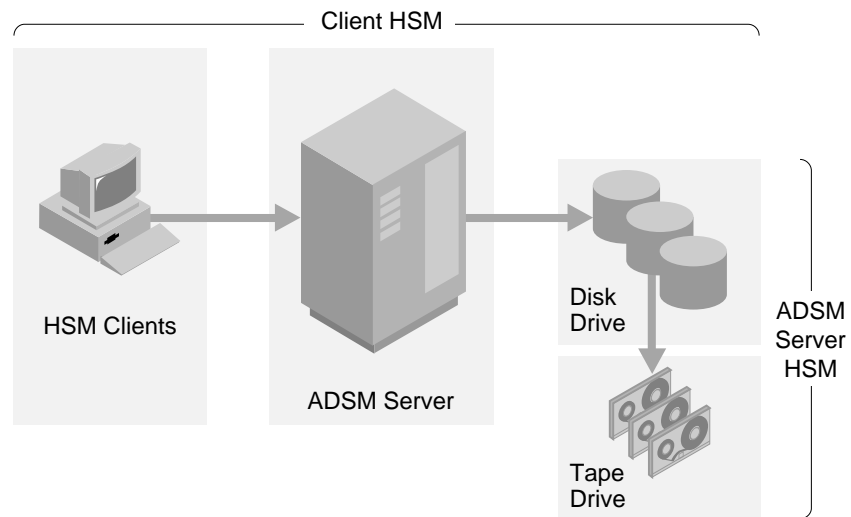 Client HSM
HSM Clients
ADSM Server
Disk
Drive
ADSM
Server
HSM
Tape
Drive